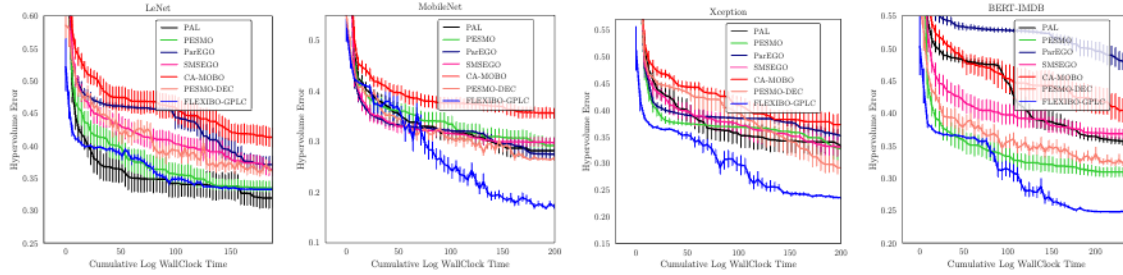 LeNet
0.60
0.55
0.50
0.45
0.40
0.35
0.30
0.25
Hypervolume Error
0
50
100
150
Cumulative Log WallClock Time
PAL
PESMO
ParEGO
SMSEGO
CA-MOBO
PESMO-DEC
FLEXIBO-GPLC
MobileNet
0.5
0.4
0.3
0.2
0.1
Hypervolume Error
0
50
100
150
200
Cumulative Log WallClock Time
PAL
PESMO
ParEGO
SMSEGO
CA-MOBO
PESMO-DEC
FLEXIBO-GPLC
Xception
0.55
0.50
0.45
0.40
0.35
0.30
0.25
0.20
0.15
Hypervolume Error
0
50
100
150
200
Cumulative Log WallClock Time
PAL
PESMO
ParEGO
SMSEGO
CA-MOBO
PESMO-DEC
FLEXIBO-GPLC
BERT-IMDB
0.55
0.50
0.45
0.40
0.35
0.30
0.25
0.20
Hypervolume Error
0
50
100
150
200
Cumulative Log WallClock Time
PAL
PESMO
ParEGO
SMSEGO
CA-MOBO
PESMO-DEC
FLEXIBO-GPLC